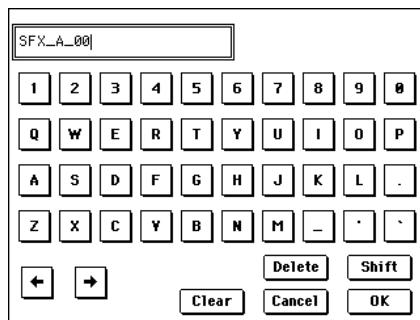 SFX_A_00
1 2 3 4 5 6 7 8 9 0
Q W E R T Y U I O P
A S D F G H J K L .
Z X C V B N M _ ' `
← → Delete Shift
Clear Cancel OK